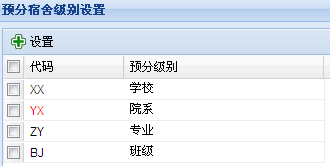 预分宿舍级别设置
设置
代码 预分级别
XX 学校
YX 院系
ZY 专业
BJ 班级